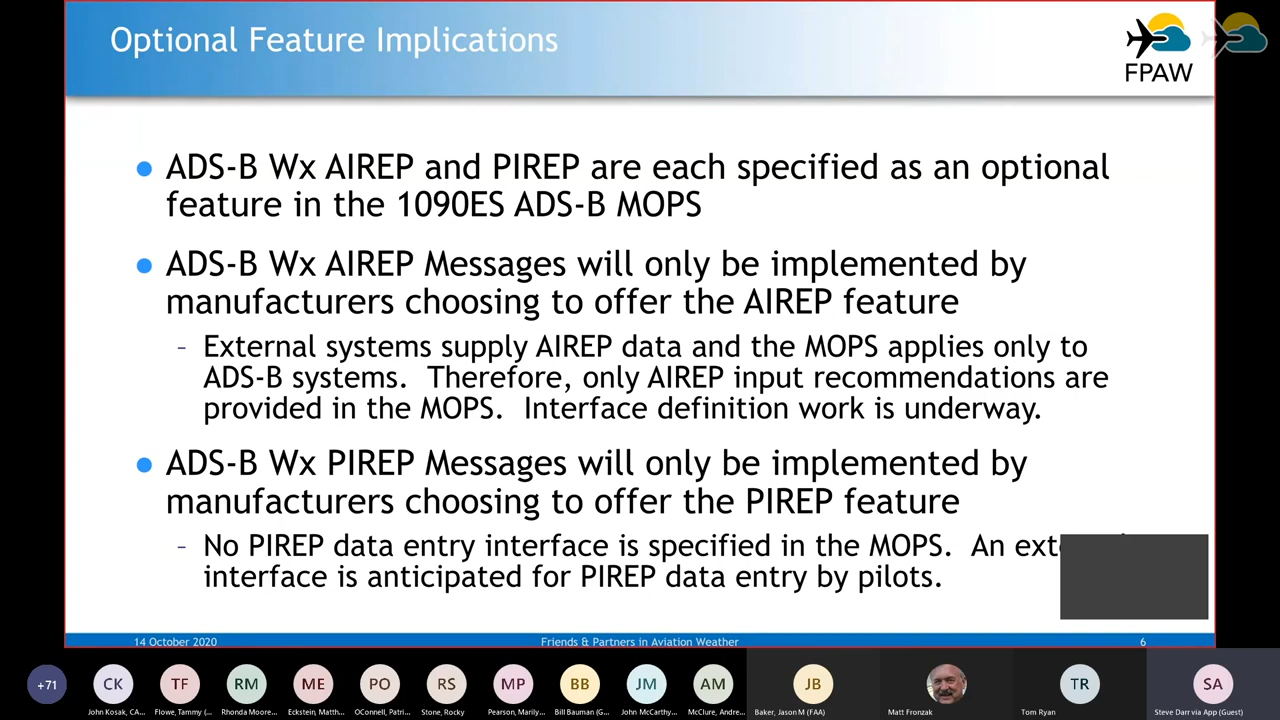 Optional Feature Implications
FPAW
ADS-B Wx AIREP and PIREP are each specified as an optional
feature in the 1090ES ADS-B MOPS
ADS-B Wx AIREP Messages will only be implemented by
manufacturers choosing to offer the AIREP feature
– External systems supply AIREP data and the MOPS applies only to
ADS-B systems. Therefore, only AIREP input recommendations are
provided in the MOPS. Interface definition work is underway.
ADS-B Wx PIREP Messages will only be implemented by
manufacturers choosing to offer the PIREP feature
– No PIREP data entry interface is specified in the MOPS. An
interface is anticipated for PIREP data entry by pilots.
14 October 2020
Friends & Partners in Aviation Weather
6
+71
CK
TF
RM
ME
PO
RS
MP
BB
JM
AM
JB
TR
SA
John Kosak, CA...
Flowe, Tammy (...
Rhonda Moore...
Eckstein, Matth...
OConnell, Patri...
Stone, Rocky
Pearson, Marily...
Bill Bauman (G...
John McCarthy...
McClure, Andre...
Baker, Jason M (FAA)
Matt Fronzak
Tom Ryan
Steve Darr via App (Guest)